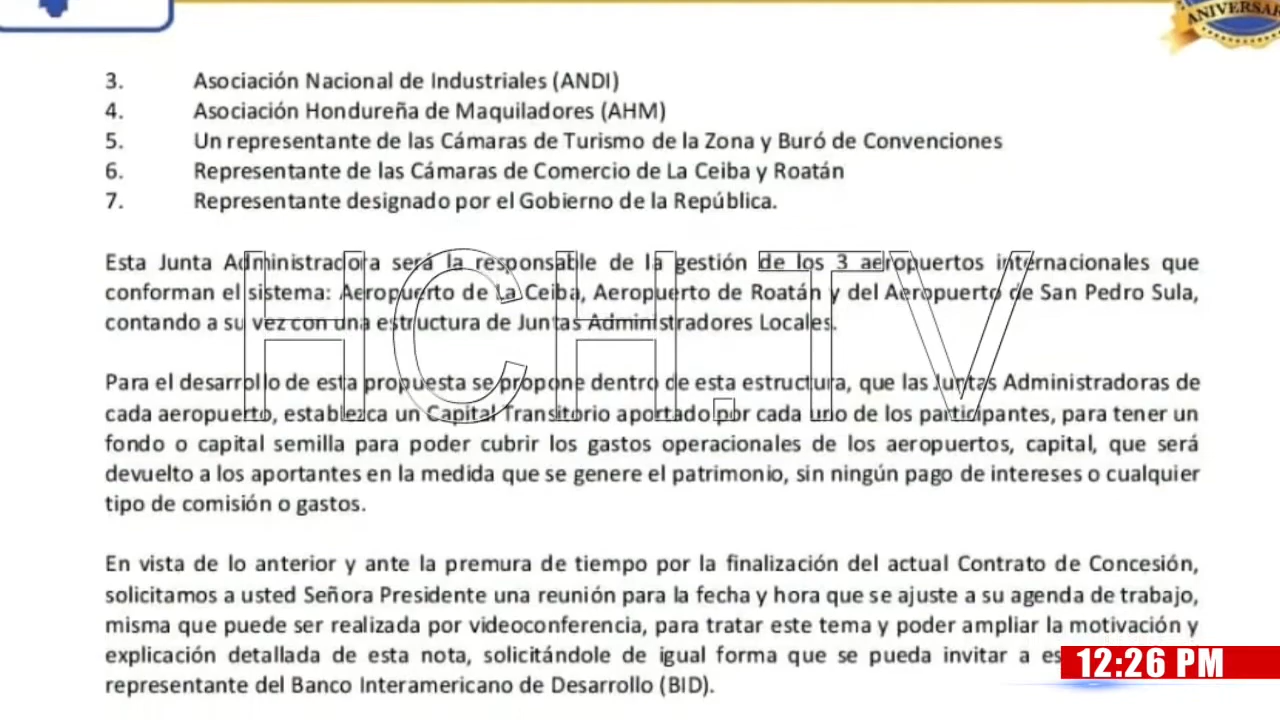 ANIVERSAR
3. Asociación Nacional de Industriales (ANDI)
4. Asociación Hondureña de Maquiladores (AHM)
5. Un representante de las Cámaras de Turismo de la Zona y Buró de Convenciones
6. Representante de las Cámaras de Comercio de La Ceiba y Roatán
7. Representante designado por el Gobierno de la República.
Esta Junta Administradora será la responsable de la gestión de los 3 aeropuertos internacionales que
conforman el sistema: Aeropuerto de La Ceiba, Aeropuerto de Roatán y del Aeropuerto de San Pedro Sula,
contando a su vez con una estructura de Juntas Administradores Locales.
HCH.TV
Para el desarrollo de esta propuesta se propone dentro de esta estructura, que las Juntas Administradoras de
cada aeropuerto, establezca un Capital Transitorio aportado por cada uno de los participantes, para tener un
fondo o capital semilla para poder cubrir los gastos operacionales de los aeropuertos, capital, que será
devuelto a los aportantes en la medida que se genere el patrimonio, sin ningún pago de intereses o cualquier
tipo de comisión o gastos.
En vista de lo anterior y ante la premura de tiempo por la finalización del actual Contrato de Concesión,
solicitamos a usted Señora Presidente una reunión para la fecha y hora que se ajuste a su agenda de trabajo,
misma que puede ser realizada por videoconferencia, para tratar este tema y poder ampliar la motivación y
explicación detallada de esta nota, solicitándole de igual forma que se pueda invitar a es
representante del Banco Interamericano de Desarrollo (BID).
12:26 PM